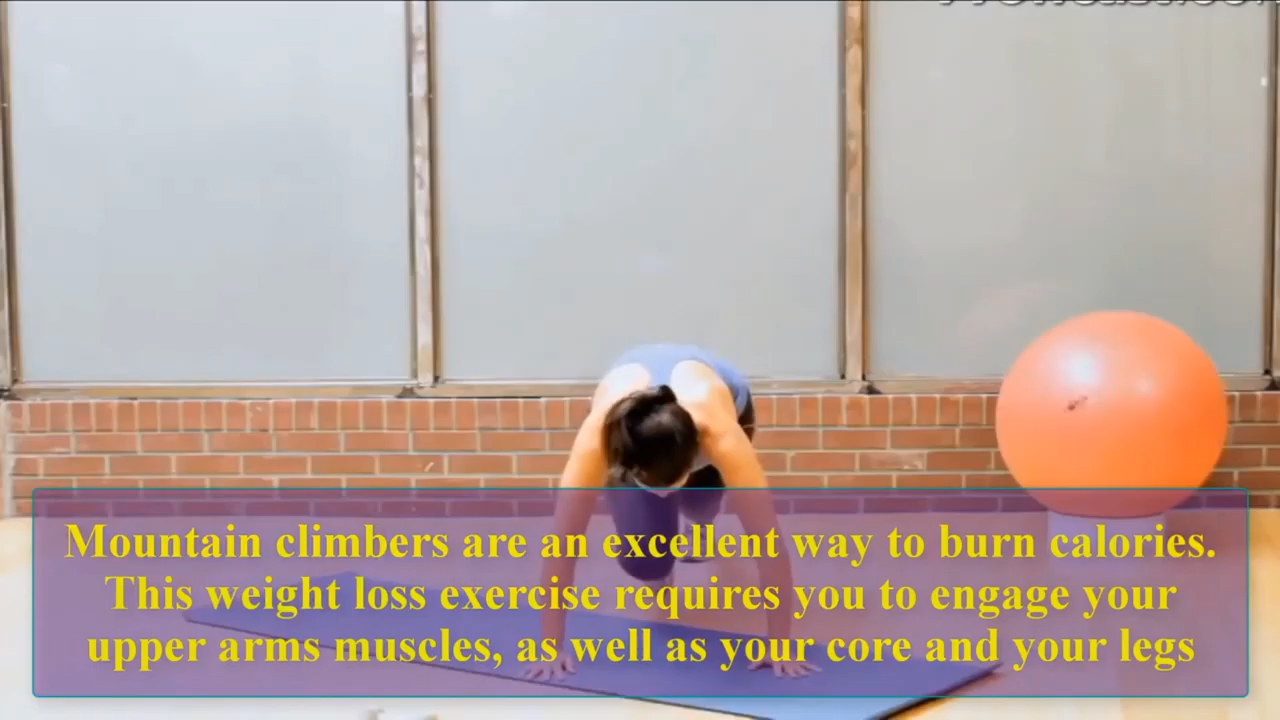 Mountain climbers are an excellent way to burn calories.
This weight loss exercise requires you to engage your
upper arms muscles, as well as your core and your legs